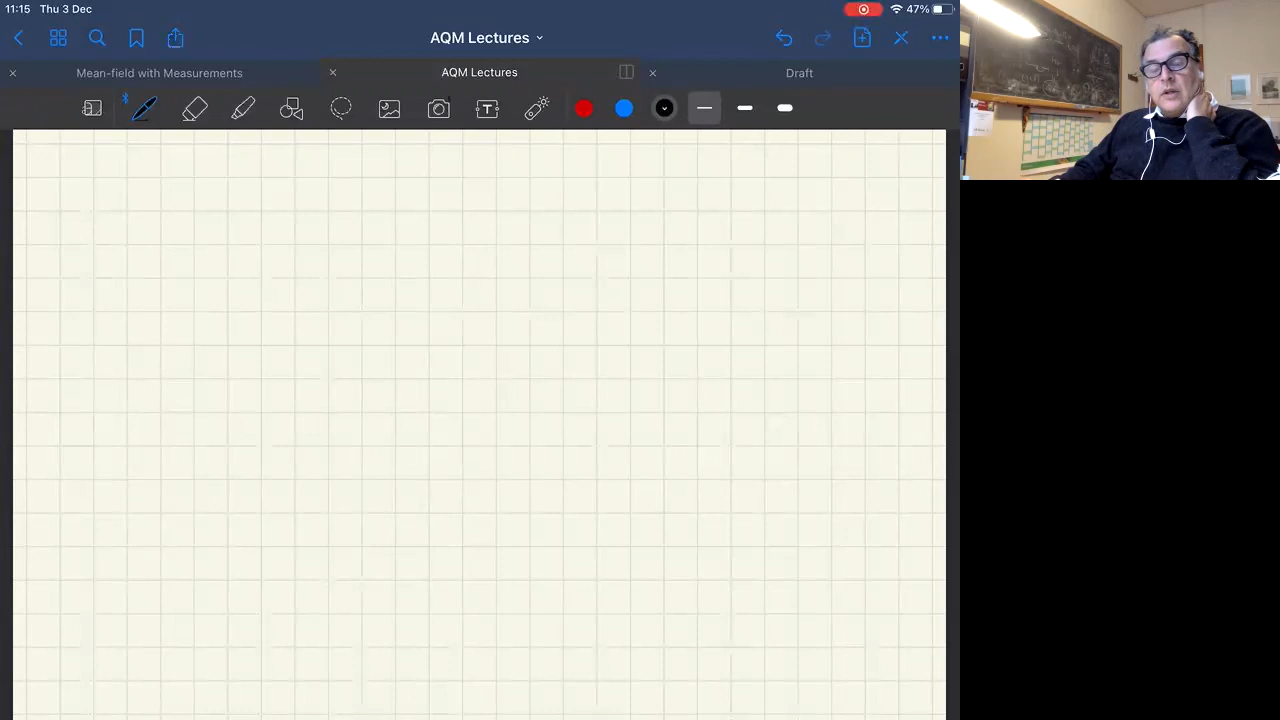 11:15 Thu 3 Dec
47%
AQM Lectures
Mean-field with Measurements
AQM Lectures
Draft